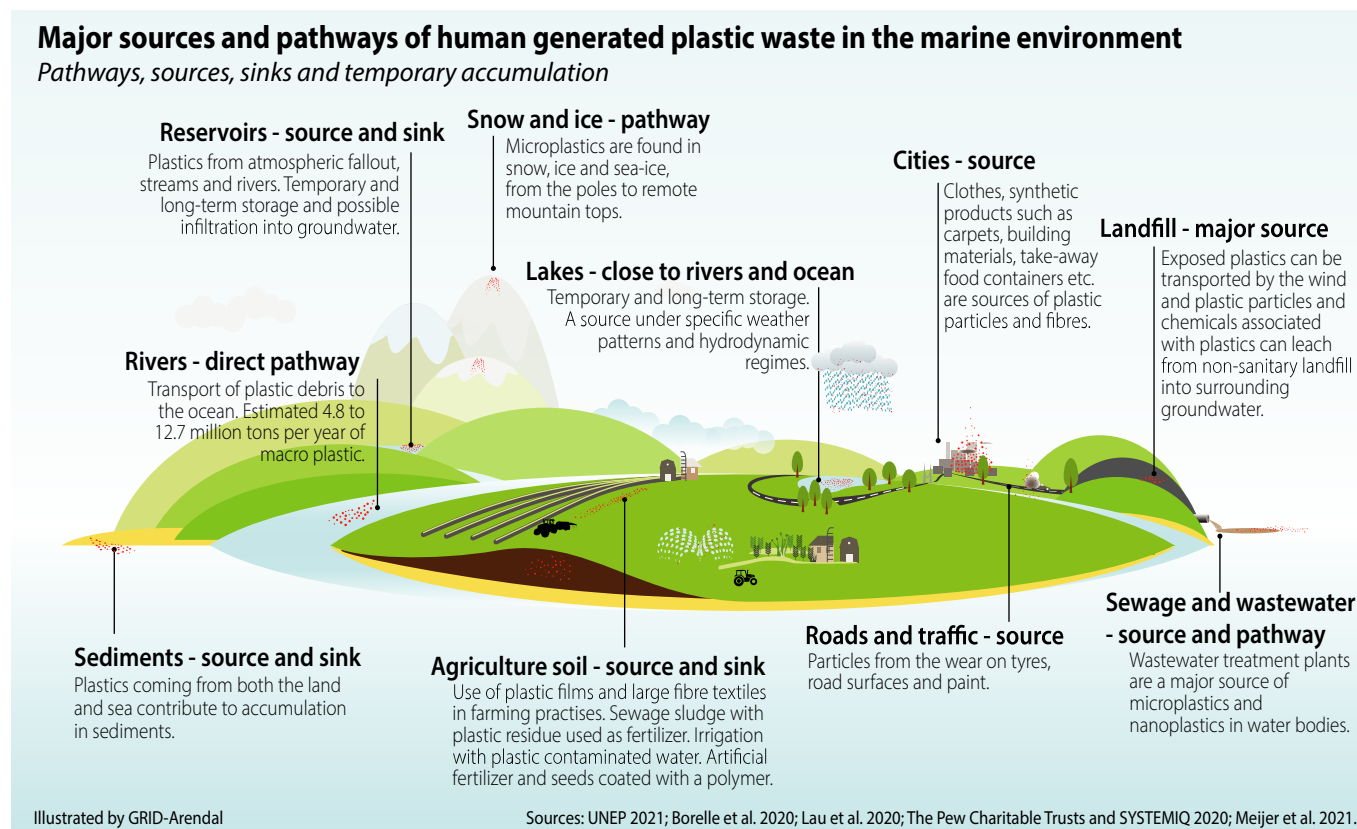 Major sources and pathways of human generated plastic waste in the marine environment
Pathways, sources, sinks and temporary accumulation
Reservoirs - source and sink
Plastics from atmospheric fallout,
streams and rivers. Temporary and
long-term storage and possible
infiltration into groundwater.
Snow and ice - pathway
Microplastics are found in
snow, ice and sea-ice,
from the poles to remote
mountain tops.
Cities - source
Clothes, synthetic
products such as
carpets, building
materials, take-away
food containers etc.
are sources of plastic
particles and fibres.
Landfill - major source
Exposed plastics can be
transported by the wind
and plastic particles and
chemicals associated
with plastics can leach
from non-sanitary landfill
into surrounding
groundwater.
Lakes - close to rivers and ocean
Temporary and long-term storage.
A source under specific weather
patterns and hydrodynamic
regimes.
Rivers - direct pathway
Transport of plastic debris to
the ocean. Estimated 4.8 to
12.7 million tons per year of
macro plastic.
Sediments - source and sink
Plastics coming from both the land
and sea contribute to accumulation
in sediments.
Agriculture soil - source and sink
Use of plastic films and large fibre textiles
in farming practises. Sewage sludge with
plastic residue used as fertilizer. Irrigation
with plastic contaminated water. Artificial
fertilizer and seeds coated with a polymer.
Roads and traffic - source
Particles from the wear on tyres,
road surfaces and paint.
Sewage and wastewater
- source and pathway
Wastewater treatment plants
are a major source of
microplastics and
nanoplastics in water bodies.
Illustrated by GRID-Arendal
Sources: UNEP 2021; Borelle et al. 2020; Lau et al. 2020; The Pew Charitable Trusts and SYSTEMIQ 2020; Meijer et al. 2021.